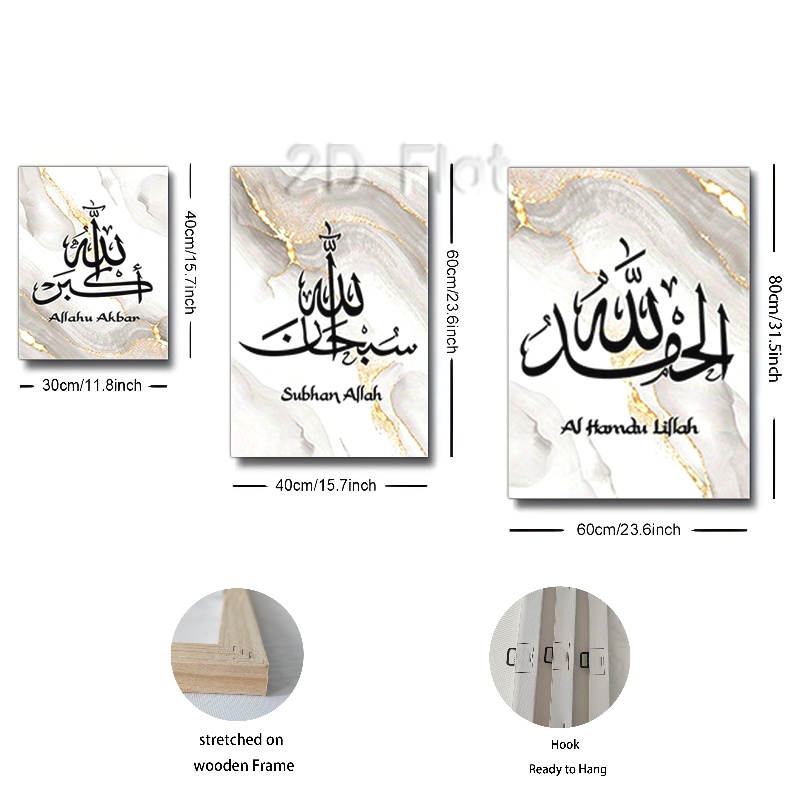 2D Flat
الله أكبر
Allahu Akbar
40cm/15.7inch
30cm/11.8inch
سبحان الله
Subhan Allah
60cm/23.6inch
40cm/15.7inch
الحمد لله
Al Hamdu Lillah
80cm/31.5inch
60cm/23.6inch
stretched on
wooden Frame
Hook
Ready to Hang